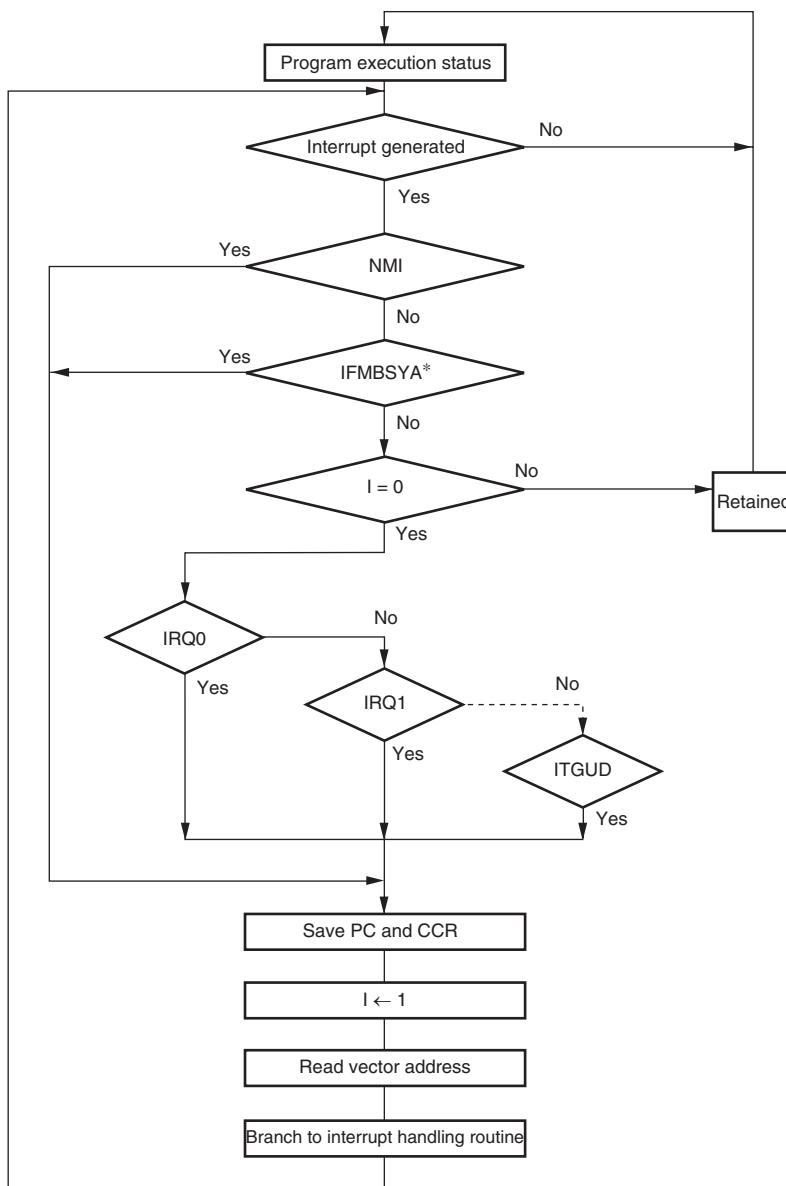 Program execution status
Interrupt generated
No
Yes
Yes
NMI
No
Yes
IFMBSYA*
No
I = 0
No
Retained
Yes
IRQ0
No
Yes
IRQ1
No
Yes
ITGUD
Yes
Save PC and CCR
I ← 1
Read vector address
Branch to interrupt handling routine